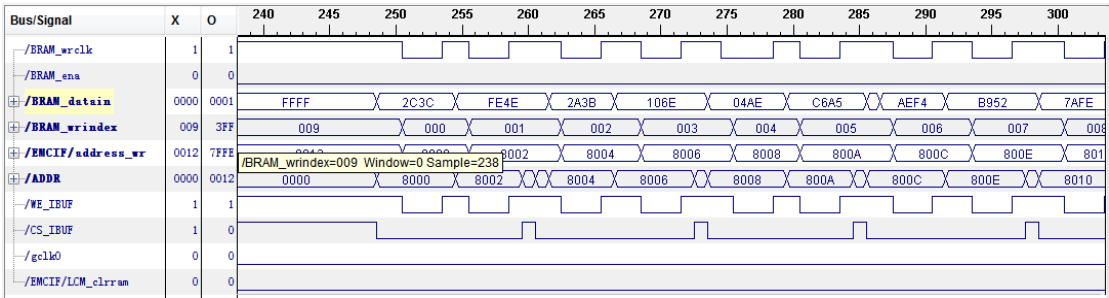 Bus/Signal X O 240 245 250 255 260 265 270 275 280 285 290 295 300
/BRAM_wrclk 1 1
/BRAM_ena 0 0
/BRAM_datain 0000 0001 FFFF 2C3C FE4E 2A3B 106E 04AE C6A5 AEF4 B952 7AFE
/BRAM_wrindex 009 3FF 009 000 001 002 003 004 005 006 007 008
/EMCIF/address_wr 0012 7FFE 8002 8004 8006 8008 800A 800C 800E 801
/BRAM_wrindex=009 Window=0 Sample=238
/ADDR 0000 0012 0000 8000 8002 8004 8006 8008 800A 800C 800E 8010
/WE_IBUF 1 1
/CS_IBUF 1 0
/gclk0 0 0
/EMCIF/LCM_clrram 0 0